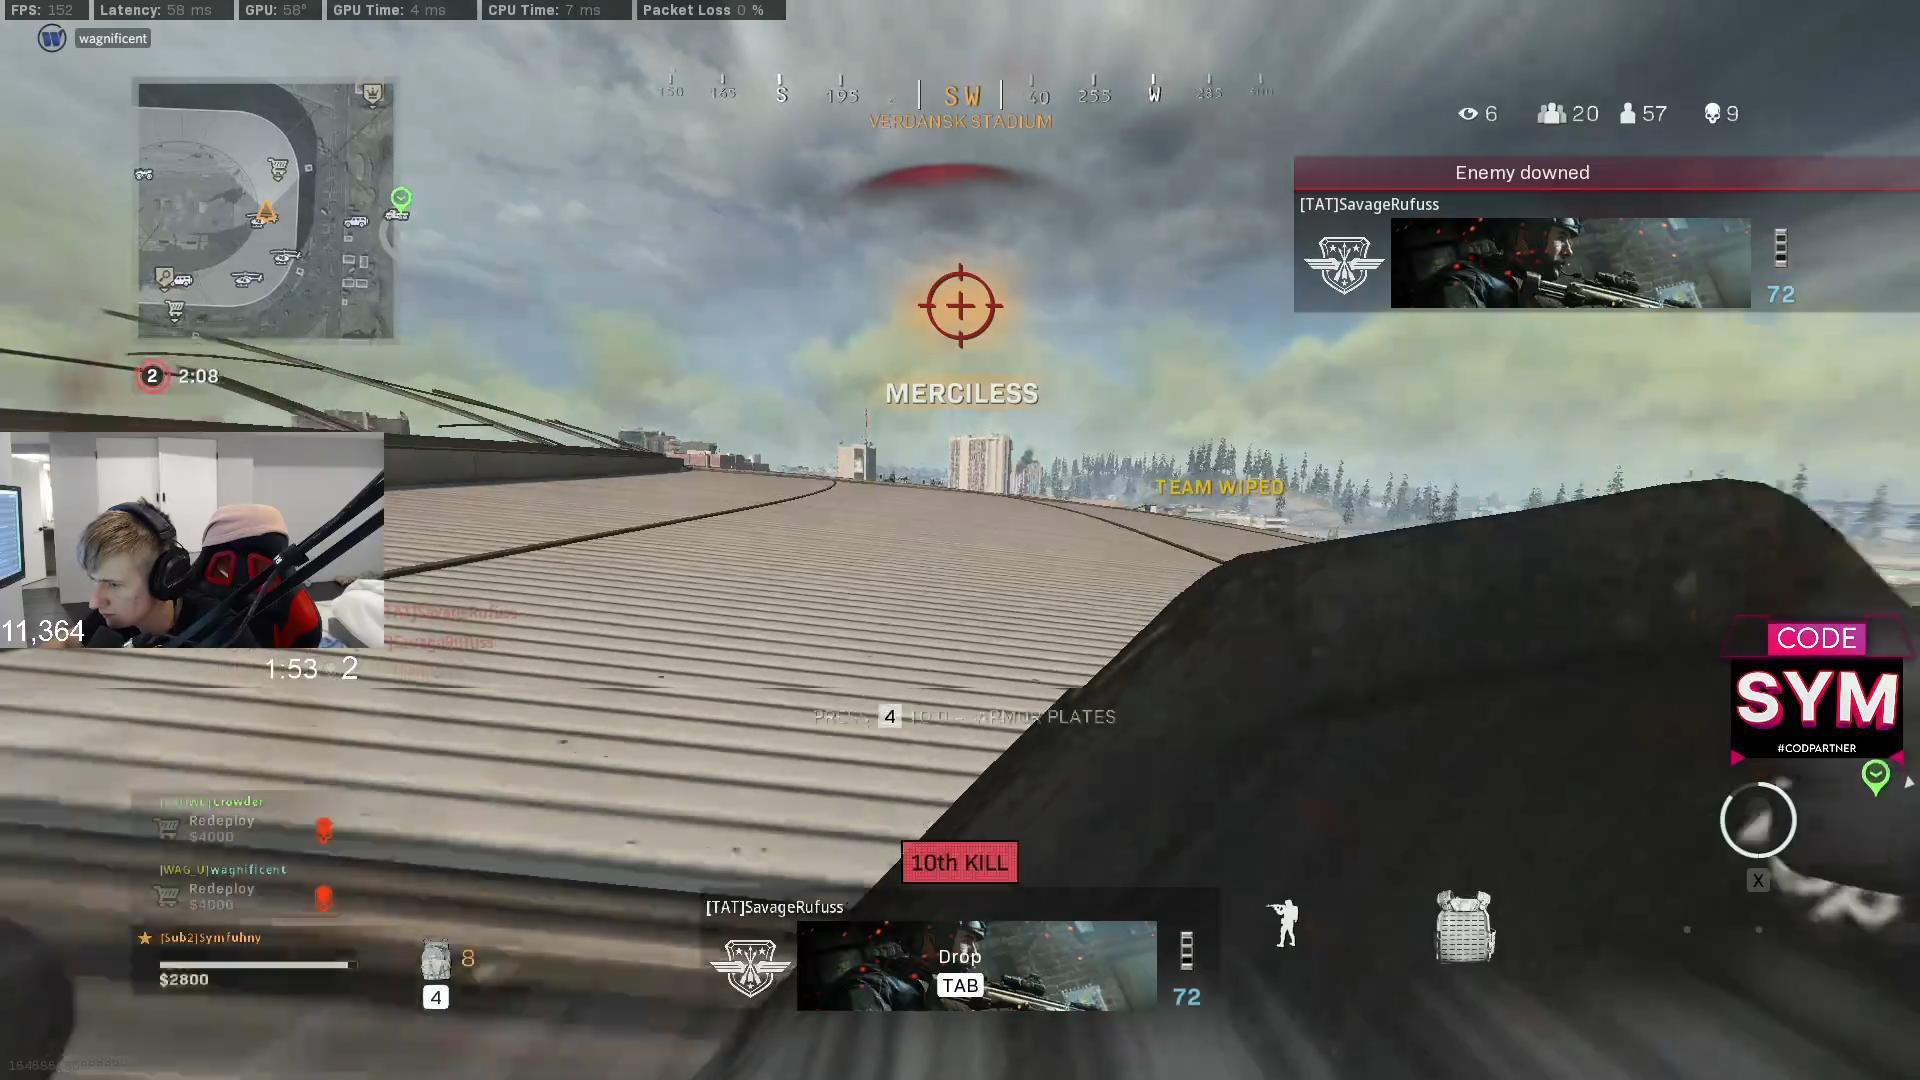 FPS: 152 Latency: 58 ms GPU: 58° GPU Time: 4 ms CPU Time: 7 ms Packet Loss 0 %
wagnificent
150 165 S 195 SW 40 255 W 285
VERDANSK STADIUM
6 20 57 9
Enemy downed
[TAT]SavageRufuss
72
2 2:08
MERCILESS
TEAM WIPED
11,364
1:53 2
4 ARMOR PLATES
CODE
SYM
#CODPARTNER
Crowder
Redeploy
$4000
[WAG_U]wagnificent
Redeploy
$4000
[Sub2]Symfuhny
$2800
8
4
10th KILL
[TAT]SavageRufuss
Drop
TAB
72
X